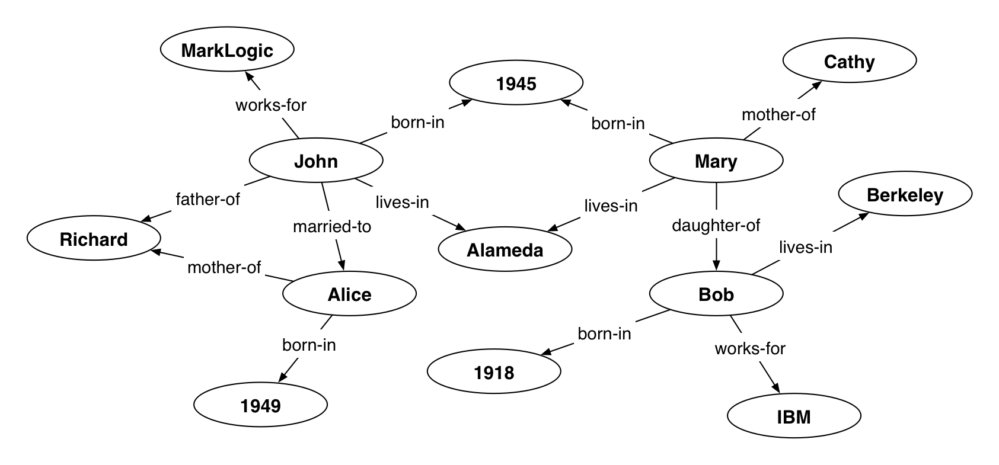 MarkLogic
Cathy
1945
works-for
mother-of
born-in
born-in
John
Mary
Berkeley
father-of
lives-in
lives-in
married-to
daughter-of
Richard
Alameda
lives-in
mother-of
Alice
Bob
born-in
born-in
works-for
1918
1949
IBM